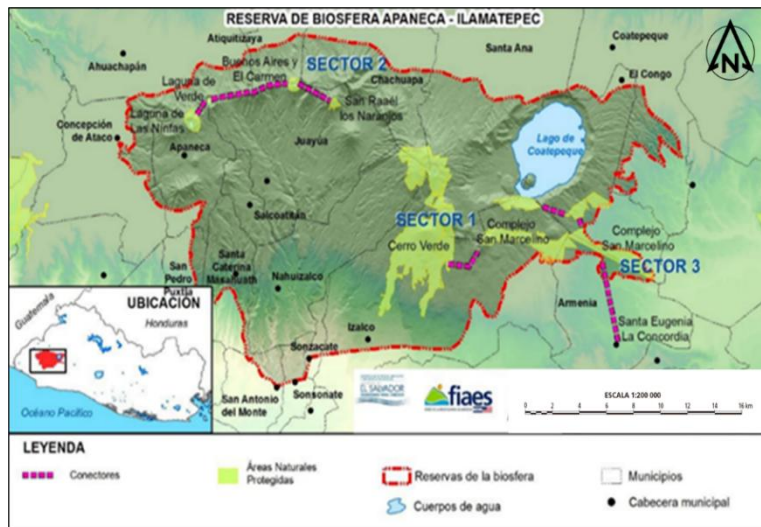 RESERVA DE BIOSFERA APANECA - ILAMATEPEC
N
Atiquitizaya
Ahuachapán
Santa Ana
Coatepeque
El Congo
Buenos Aires y
El Carmen
SECTOR 2
Chachuapa
Laguna de
Verde
Laguna de
Las Ninfas
San Raaél
los Naranjos
Concepción
de Ataco
Apaneca
Juayúa
Lago de
Coatepeque
Salcoatitán
SECTOR 1
Cerro Verde
Complejo
San Marcelino
Complejo
San Marcelino
SECTOR 3
Santa
Caterina
Masahuath
San
Pedro
Puxtla
Nahuizalco
Armenia
Santa Eugenia
La Concordia
Izalco
Sonzacate
San Antonio
del Monte
Sonsonate
UBICACIÓN
Guatemala
Honduras
Océano Pacífico
EL SALVADOR
fiaes
ESCALA 1:200 000
0 2 4 6 8 10 12 14 16 km
LEYENDA
Conectores
Áreas Naturales
Protegidas
Reservas de la biosfera
Cuerpos de agua
Municipios
Cabecera municipal